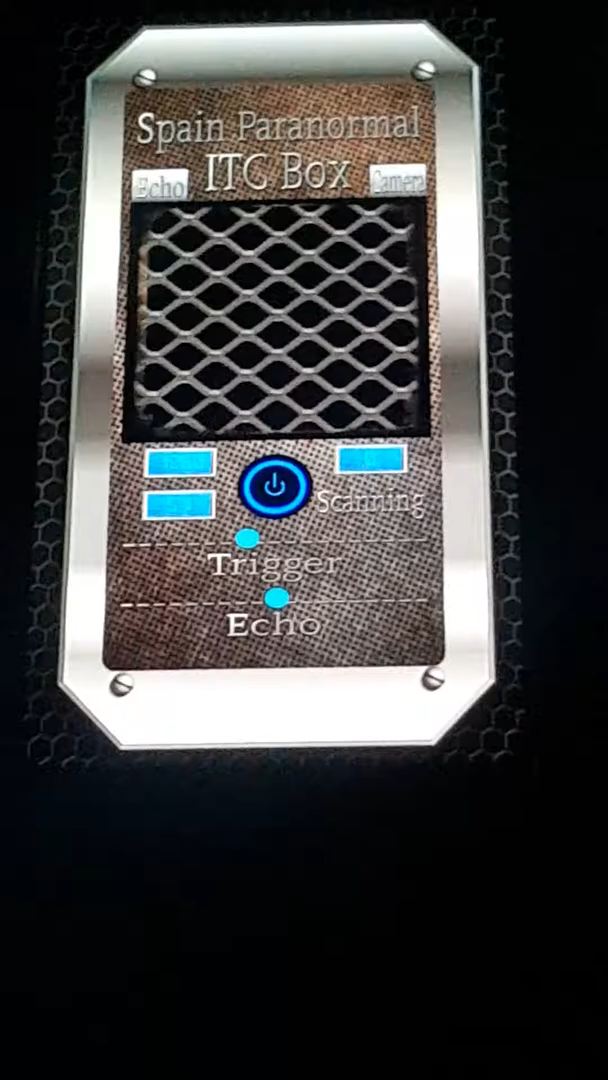 Spain Paranormal
ITC Box
Echo
Camera
Scanning
Trigger
Echo